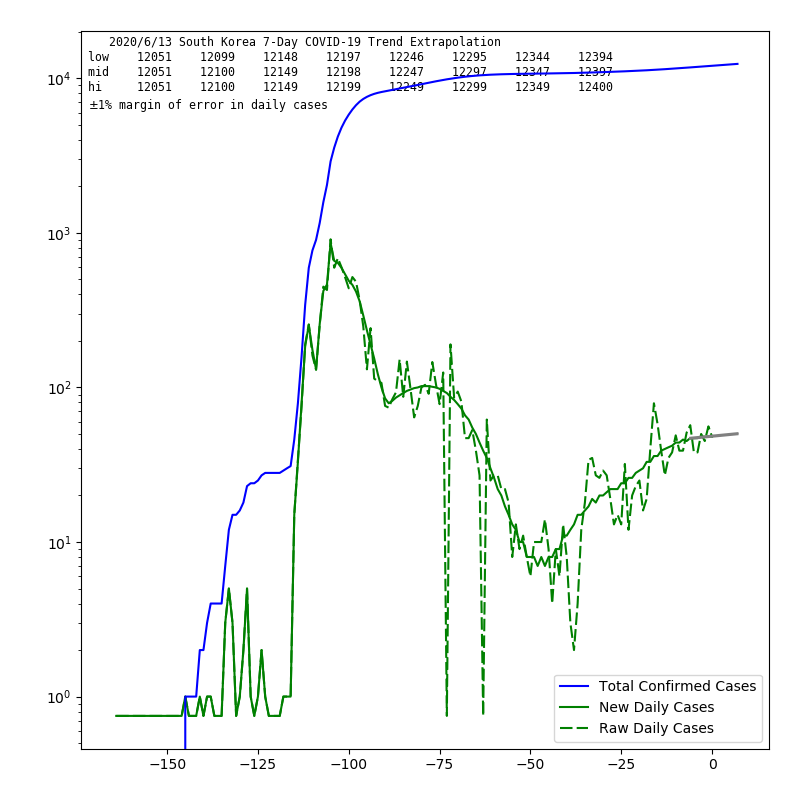 2020/6/13 South Korea 7-Day COVID-19 Trend Extrapolation
low 12051 12099 12148 12197 12246 12295 12344 12394
mid 12051 12100 12149 12198 12247 12297 12347 12397
hi 12051 12100 12149 12199 12249 12299 12349 12400
±1% margin of error in daily cases
10⁴
10³
10²
10¹
10⁰
Total Confirmed Cases
New Daily Cases
Raw Daily Cases
−150 −125 −100 −75 −50 −25 0